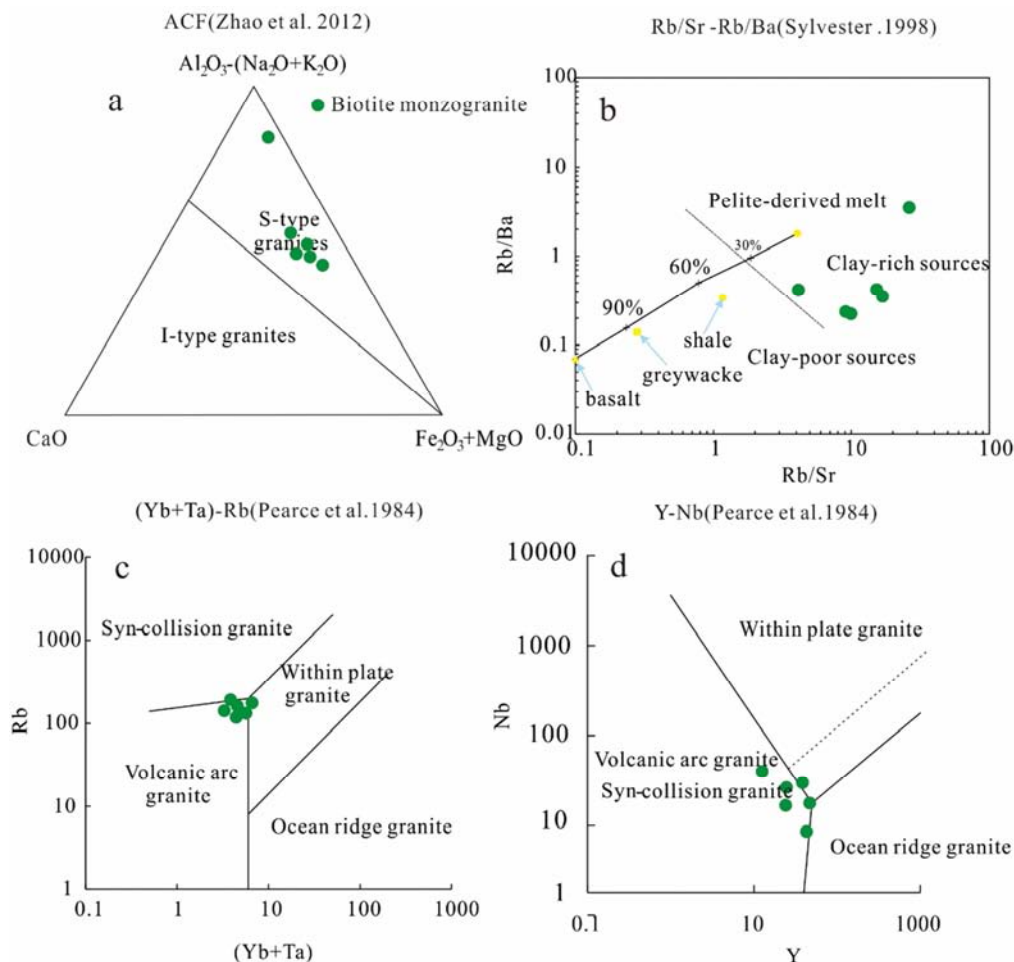 ACF(Zhao et al. 2012)
Al₂O₃-(Na₂O+K₂O)
a
Biotite monzogranite
S-type
granites
I-type granites
CaO
Fe₂O₃+MgO
Rb/Sr -Rb/Ba(Sylvester .1998)
100
b
10
Pelite-derived melt
Rb/Ba
1
30%
Clay-rich sources
60%
90%
shale
0.1
greywacke
Clay-poor sources
basalt
0.01
0.1
1
10
100
Rb/Sr
(Yb+Ta)-Rb(Pearce et al.1984)
10000
c
Syn-collision granite
1000
Within plate
granite
Rb
100
Volcanic arc
granite
10
Ocean ridge granite
1
0.1
1
10
100
1000
(Yb+Ta)
Y-Nb(Pearce et al.1984)
10000
d
Within plate granite
1000
Nb
100
Volcanic arc granite
Syn-collision granite
10
Ocean ridge granite
1
0.1
10
1000
Y